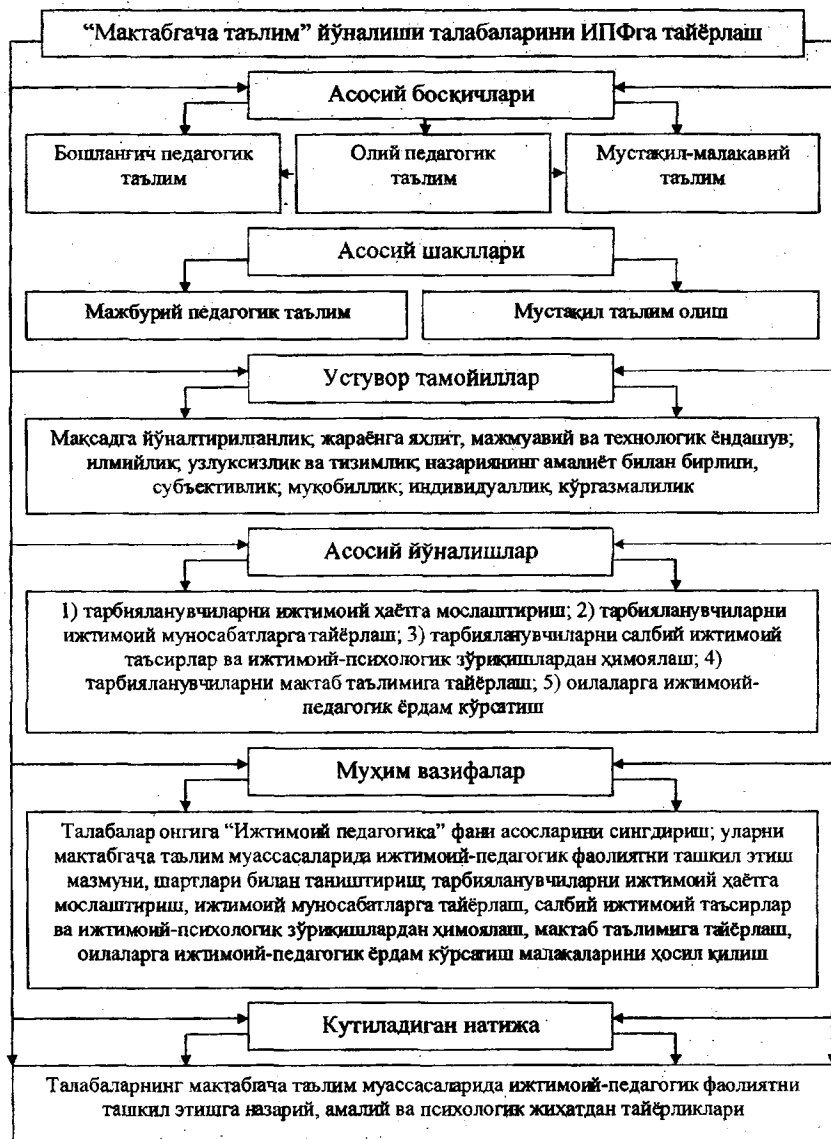 “Мактабгача таълим” йўналиши талабаларини ИПФга тайёрлаш
Асосий босқичлари
Бошланғич педагогик
таълим
Олий педагогик
таълим
Мустақил-малакавий
таълим
Асосий шакллари
Мажбурий педагогик таълим
Мустақил таълим олиш
Устувор тамойиллар
Мақсадга йўналтирилганлик; жараёнга яхлит, мажмуавий ва технологик ёндашув;
илмийлик; узлуксизлик ва тизимлик; назариянинг амалиёт билан бирлиги,
субъективлик; муқобиллик; индивидуаллик, кўргазмалилик
Асосий йўналишлар
1) тарбияланувчиларни ижтимоий ҳаётга мослаштириш; 2) тарбияланувчиларни
ижтимоий муносабатларга тайёрлаш; 3) тарбияланувчиларни салбий ижтимоий
таъсирлар ва ижтимоий-психологик зўриқишлардан ҳимоялаш; 4)
тарбияланувчиларни мактаб таълимига тайёрлаш; 5) оилаларга ижтимоий-
педагогик ёрдам кўрсатиш
Муҳим вазифалар
Талабалар онгига “Ижтимоий педагогика” фани асосларини сингдириш; уларни
мактабгача таълим муассасаларида ижтимоий-педагогик фаолиятни ташкил этиш
мазмуни, шартлари билан таништириш; тарбияланувчиларни ижтимоий ҳаётга
мослаштириш, ижтимоий муносабатларга тайёрлаш, салбий ижтимоий таъсирлар
ва ижтимоий-психологик зўриқишлардан ҳимоялаш, мактаб таълимига тайёрлаш,
оилаларга ижтимоий-педагогик ёрдам кўрсатиш малакаларини ҳосил қилиш
Кутиладиган натижа
Талабаларнинг мактабгача таълим муассасаларида ижтимоий-педагогик фаолиятни
ташкил этишга назарий, амалий ва психологик жиҳатдан тайёрликлари